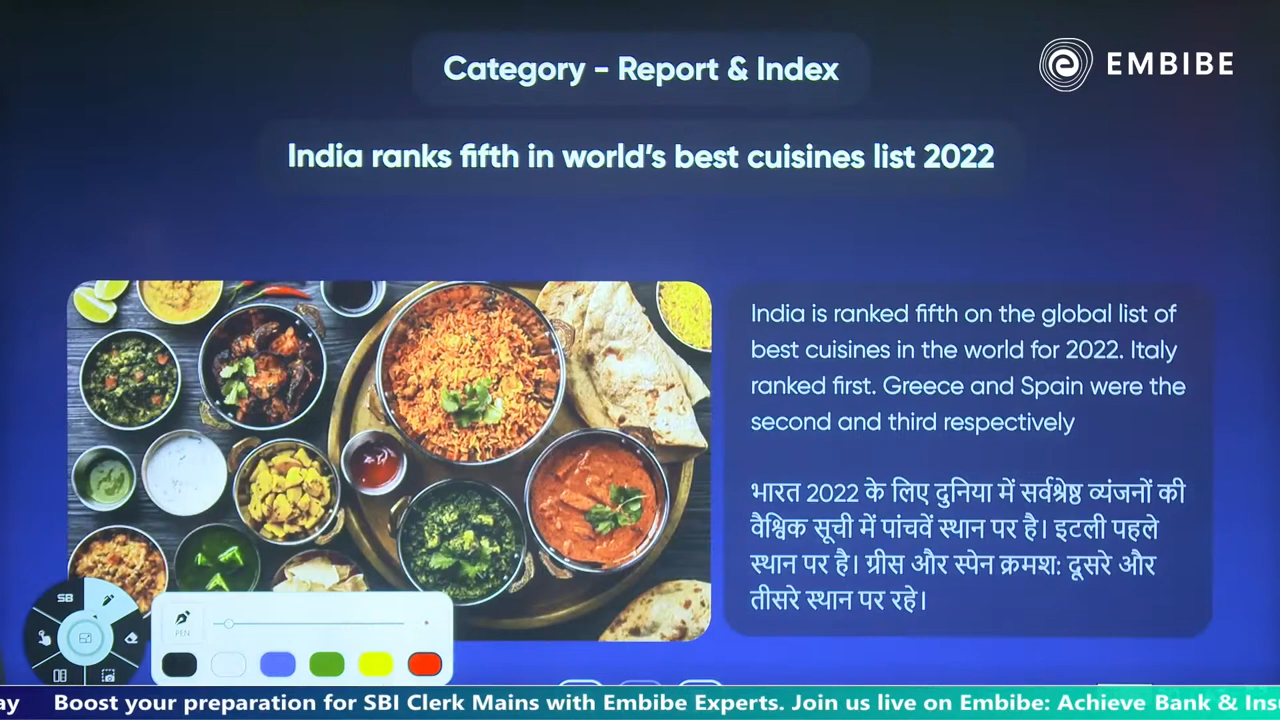 Category - Report & Index
EMBIBE
India ranks fifth in world's best cuisines list 2022
India is ranked fifth on the global list of
best cuisines in the world for 2022. Italy
ranked first. Greece and Spain were the
second and third respectively
भारत 2022 के लिए दुनिया में सर्वश्रेष्ठ व्यंजनों की
वैश्विक सूची में पांचवें स्थान पर है। इटली पहले
स्थान पर है। ग्रीस और स्पेन क्रमश: दूसरे और
तीसरे स्थान पर रहे।
SB
PEN
ay Boost your preparation for SBI Clerk Mains with Embibe Experts. Join us live on Embibe: Achieve Bank & Ins